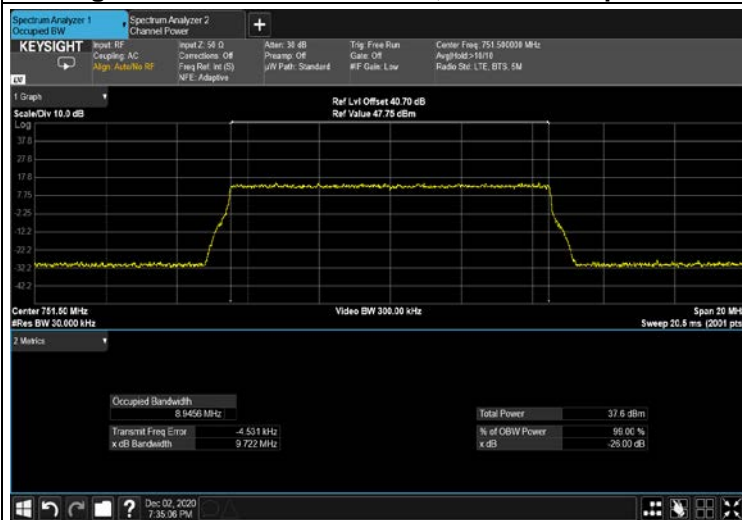 Spectrum Analyzer 1
Occupied BW
Spectrum Analyzer 2
Channel Power
KEYSIGHT
Input: RF
Coupling: AC
Align: Auto/No RF
Input Z: 50 Ω
Corrections: Off
Freq Ref: Int (S)
NFE: Adaptive
Atten: 30 dB
Preamp: Off
µW Path: Standard
Trig: Free Run
Gate: Off
#IF Gain: Low
Center Freq: 751.500000 MHz
Avg|Hold:>10/10
Radio Std: LTE, BTS, 5M
1 Graph
Scale/Div 10.0 dB
Ref Lvl Offset 40.70 dB
Ref Value 47.75 dBm
Log
37.8
27.8
17.8
7.75
-2.25
-12.2
-22.2
-32.2
-42.2
Center 751.50 MHz
#Res BW 30.000 kHz
Video BW 300.00 kHz
Span 20 MH
Sweep 20.5 ms (2001 pts
2 Metrics
Occupied Bandwidth
8.9456 MHz
Transmit Freq Error -4.531 kHz
x dB Bandwidth 9.722 MHz
Total Power 37.6 dBm
% of OBW Power 99.00 %
x dB -26.00 dB
Dec 02, 2020
7:35:06 PM